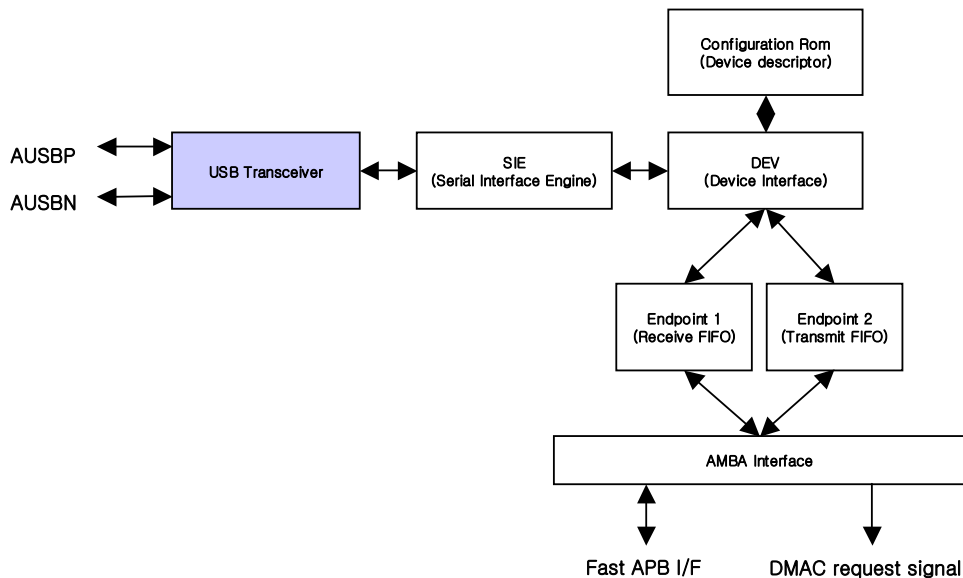 Configuration Rom
(Device descriptor)
AUSBP
AUSBN
USB Transceiver
SIE
(Serial Interface Engine)
DEV
(Device Interface)
Endpoint 1
(Receive FIFO)
Endpoint 2
(Transmit FIFO)
AMBA Interface
Fast APB I/F
DMAC request signal